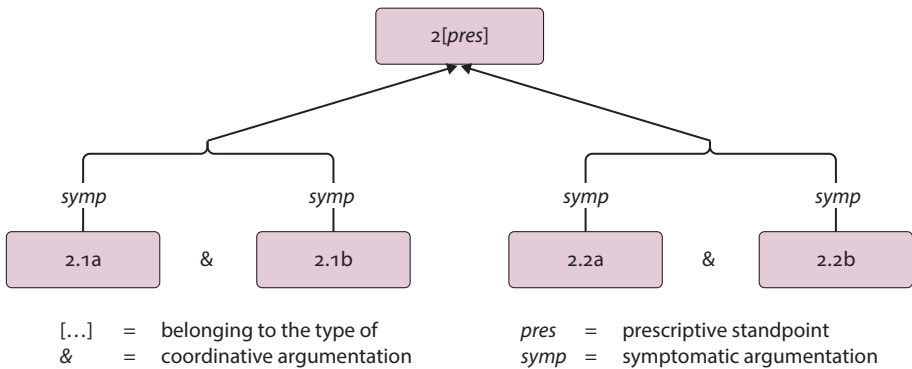 2[pres]
symp symp symp symp
2.1a & 2.1b 2.2a & 2.2b
[...] = belonging to the type of
& = coordinative argumentation
pres = prescriptive standpoint
symp = symptomatic argumentation